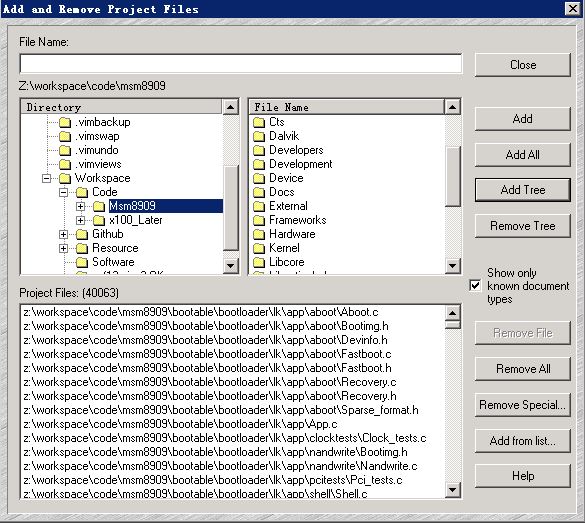 Add and Remove Project Files
File Name:
Close
Z:\workspace\code\msm8909
Directory
.vimbackup
.vimswap
.vimundo
.vimviews
Workspace
Code
Msm8909
x100_Later
Github
Resource
Software
File Name
Cts
Dalvik
Developers
Development
Device
Docs
External
Frameworks
Hardware
Kernel
Libcore
Add
Add All
Add Tree
Remove Tree
Show only
known document
types
Project Files: (40063)
z:\workspace\code\msm8909\bootable\bootloader\lk\app\aboot\Aboot.c
z:\workspace\code\msm8909\bootable\bootloader\lk\app\aboot\Bootimg.h
z:\workspace\code\msm8909\bootable\bootloader\lk\app\aboot\Devinfo.h
z:\workspace\code\msm8909\bootable\bootloader\lk\app\aboot\Fastboot.c
z:\workspace\code\msm8909\bootable\bootloader\lk\app\aboot\Fastboot.h
z:\workspace\code\msm8909\bootable\bootloader\lk\app\aboot\Recovery.c
z:\workspace\code\msm8909\bootable\bootloader\lk\app\aboot\Recovery.h
z:\workspace\code\msm8909\bootable\bootloader\lk\app\aboot\Sparse_format.h
z:\workspace\code\msm8909\bootable\bootloader\lk\app\App.c
z:\workspace\code\msm8909\bootable\bootloader\lk\app\clocktests\Clock_tests.c
z:\workspace\code\msm8909\bootable\bootloader\lk\app\nandwrite\Bootimg.h
z:\workspace\code\msm8909\bootable\bootloader\lk\app\nandwrite\Nandwrite.c
z:\workspace\code\msm8909\bootable\bootloader\lk\app\pcitests\Pci_tests.c
z:\workspace\code\msm8909\bootable\bootloader\lk\app\shell\Shell.c
Remove File
Remove All
Remove Special...
Add from list...
Help